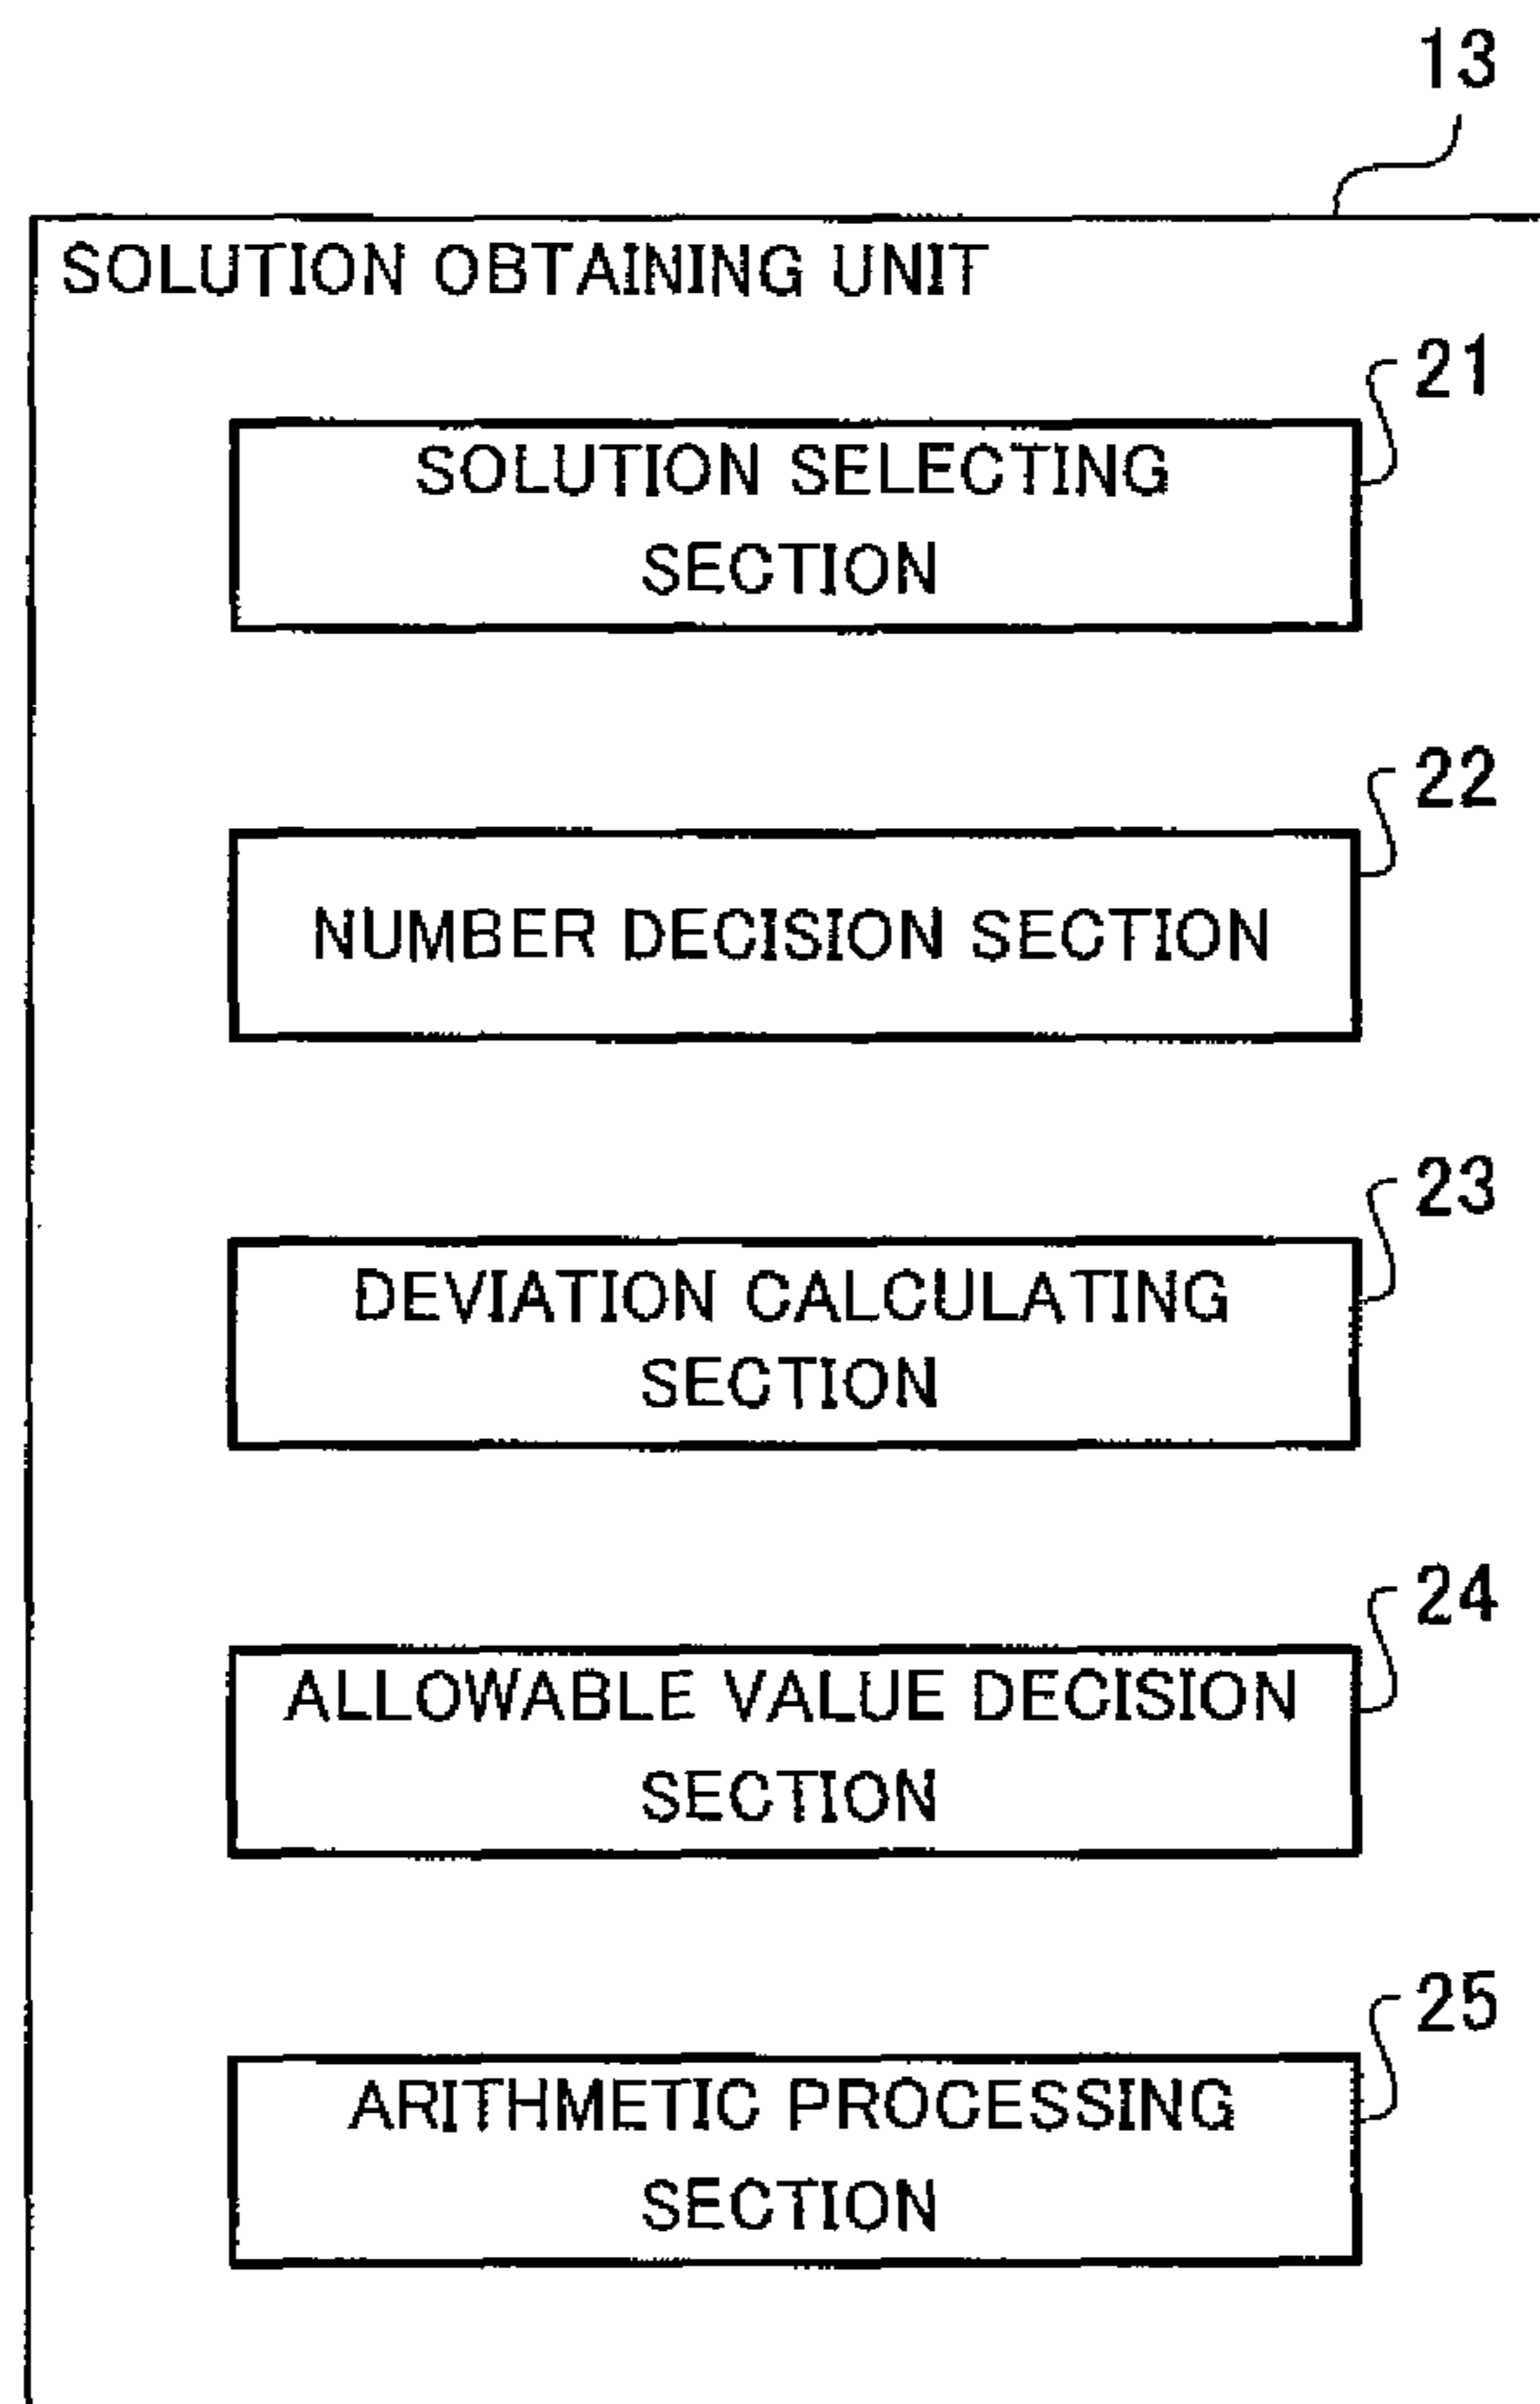 13
SOLUTION OBTAINING UNIT
21
SOLUTION SELECTING
SECTION
22
NUMBER DECISION SECTION
23
DEVIATION CALCULATING
SECTION
24
ALLOWABLE VALUE DECISION
SECTION
25
ARITHMETIC PROCESSING
SECTION